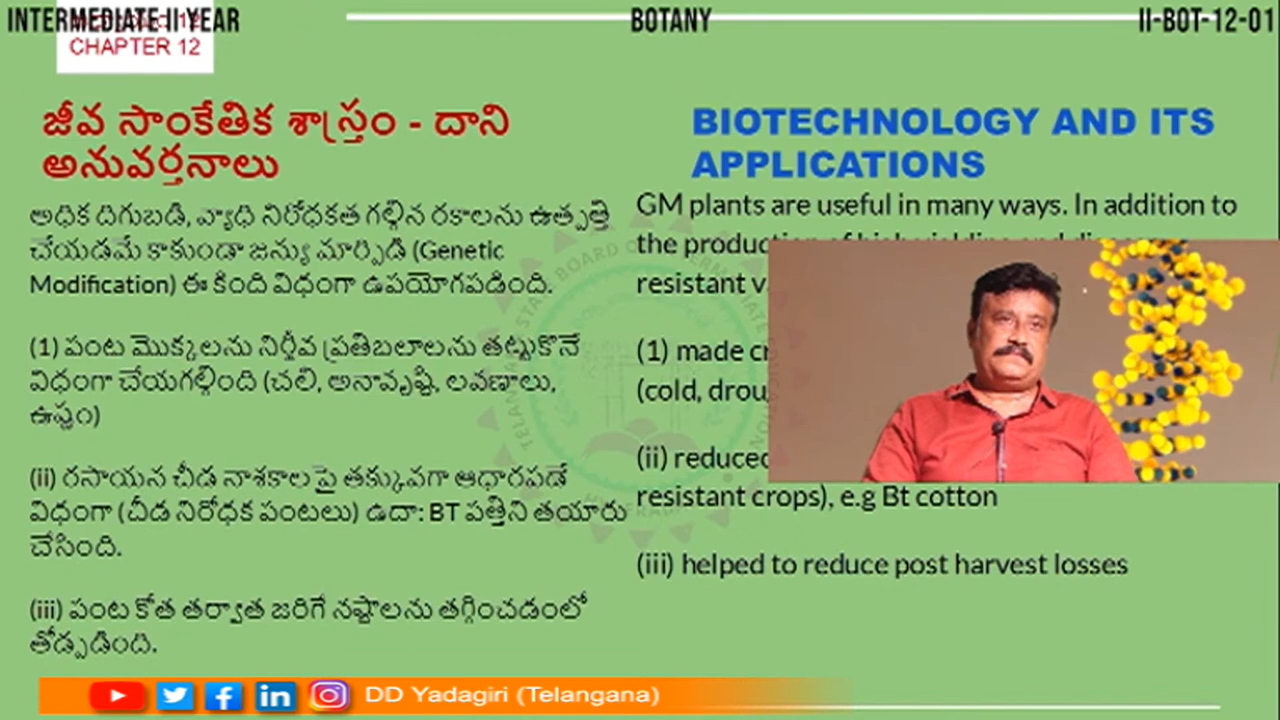 INTERMEDIATE II YEAR
BOTANY
II-BOT-12-01
CHAPTER 12
జీవ సాంకేతిక శాస్త్రం - దాని
అనువర్తనాలు
అధిక దిగుబడి, వ్యాధి నిరోధకత గల్గిన రకాలను ఉత్పత్తి
చేయడమే కాకుండా జన్యు మార్పిడి (Genetic
Modification) ఈ కింది విధంగా ఉపయోగపడింది.
(1) పంట మొక్కలను నిర్జీవ ప్రతిబలాలను తట్టుకొనే
విధంగా చేయగల్గింది (చలి, అనావృష్టి, లవణాలు,
ఉష్ణం)
(ii) రసాయన చీడ నాశకాల పై తక్కువగా ఆధారపడే
విధంగా (చీడ నిరోధక పంటలు) ఉదా: BT పత్తిని తయారు
చేసింది.
(iii) పంట కోత తర్వాత జరిగే నష్టాలను తగ్గించడంలో
తోడ్పడింది.
BIOTECHNOLOGY AND ITS
APPLICATIONS
GM plants are useful in many ways. In addition to
the
resistant
(1) made
(cold,
(ii) reduced
resistant crops), e.g Bt cotton
(iii) helped to reduce post harvest losses
DD Yadagiri (Telangana)